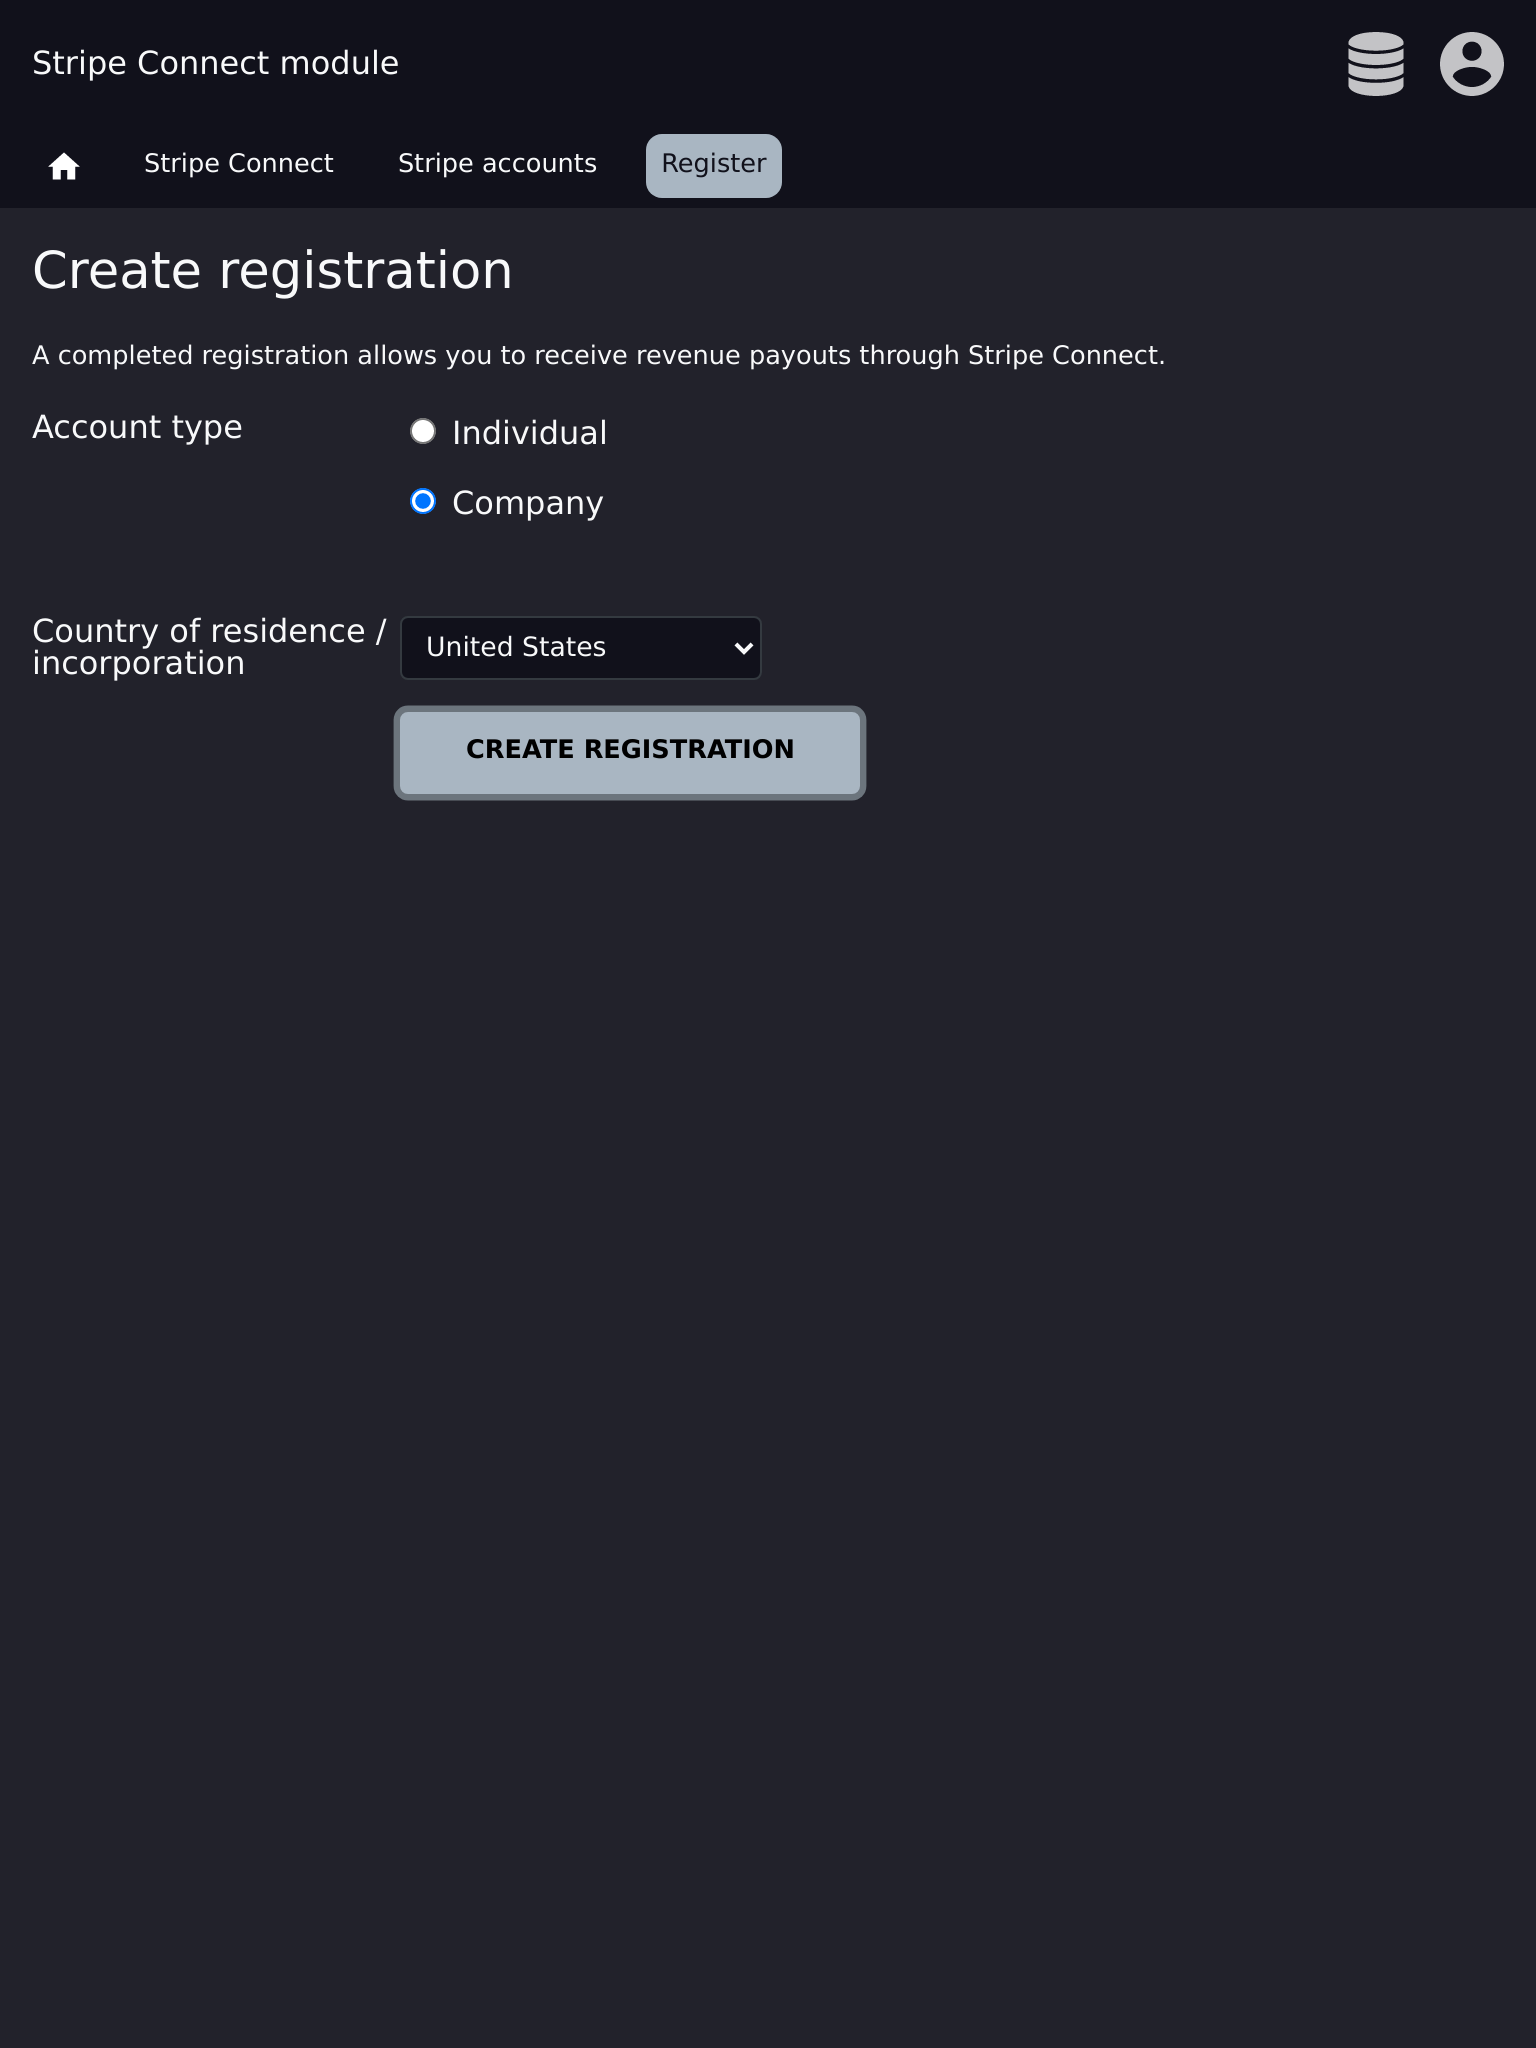 Stripe Connect module
Stripe Connect
Stripe accounts
Register
Create registration
A completed registration allows you to receive revenue payouts through Stripe Connect.
Account type
Individual
Company
Country of residence /
incorporation
United States
CREATE REGISTRATION